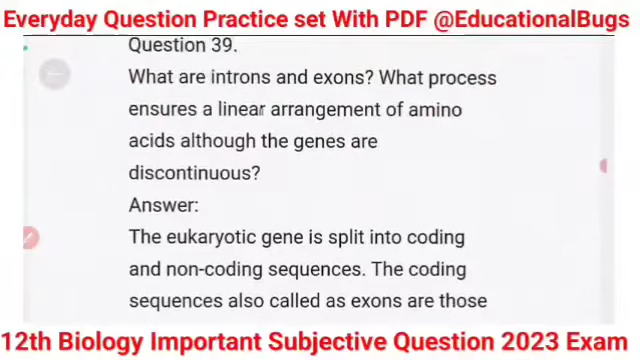 Everyday Question Practice set With PDF @EducationalBugs
Question 39.
What are introns and exons? What process
ensures a linear arrangement of amino
acids although the genes are
discontinuous?
Answer:
The eukaryotic gene is split into coding
and non-coding sequences. The coding
sequences also called as exons are those
12th Biology Important Subjective Question 2023 Exam